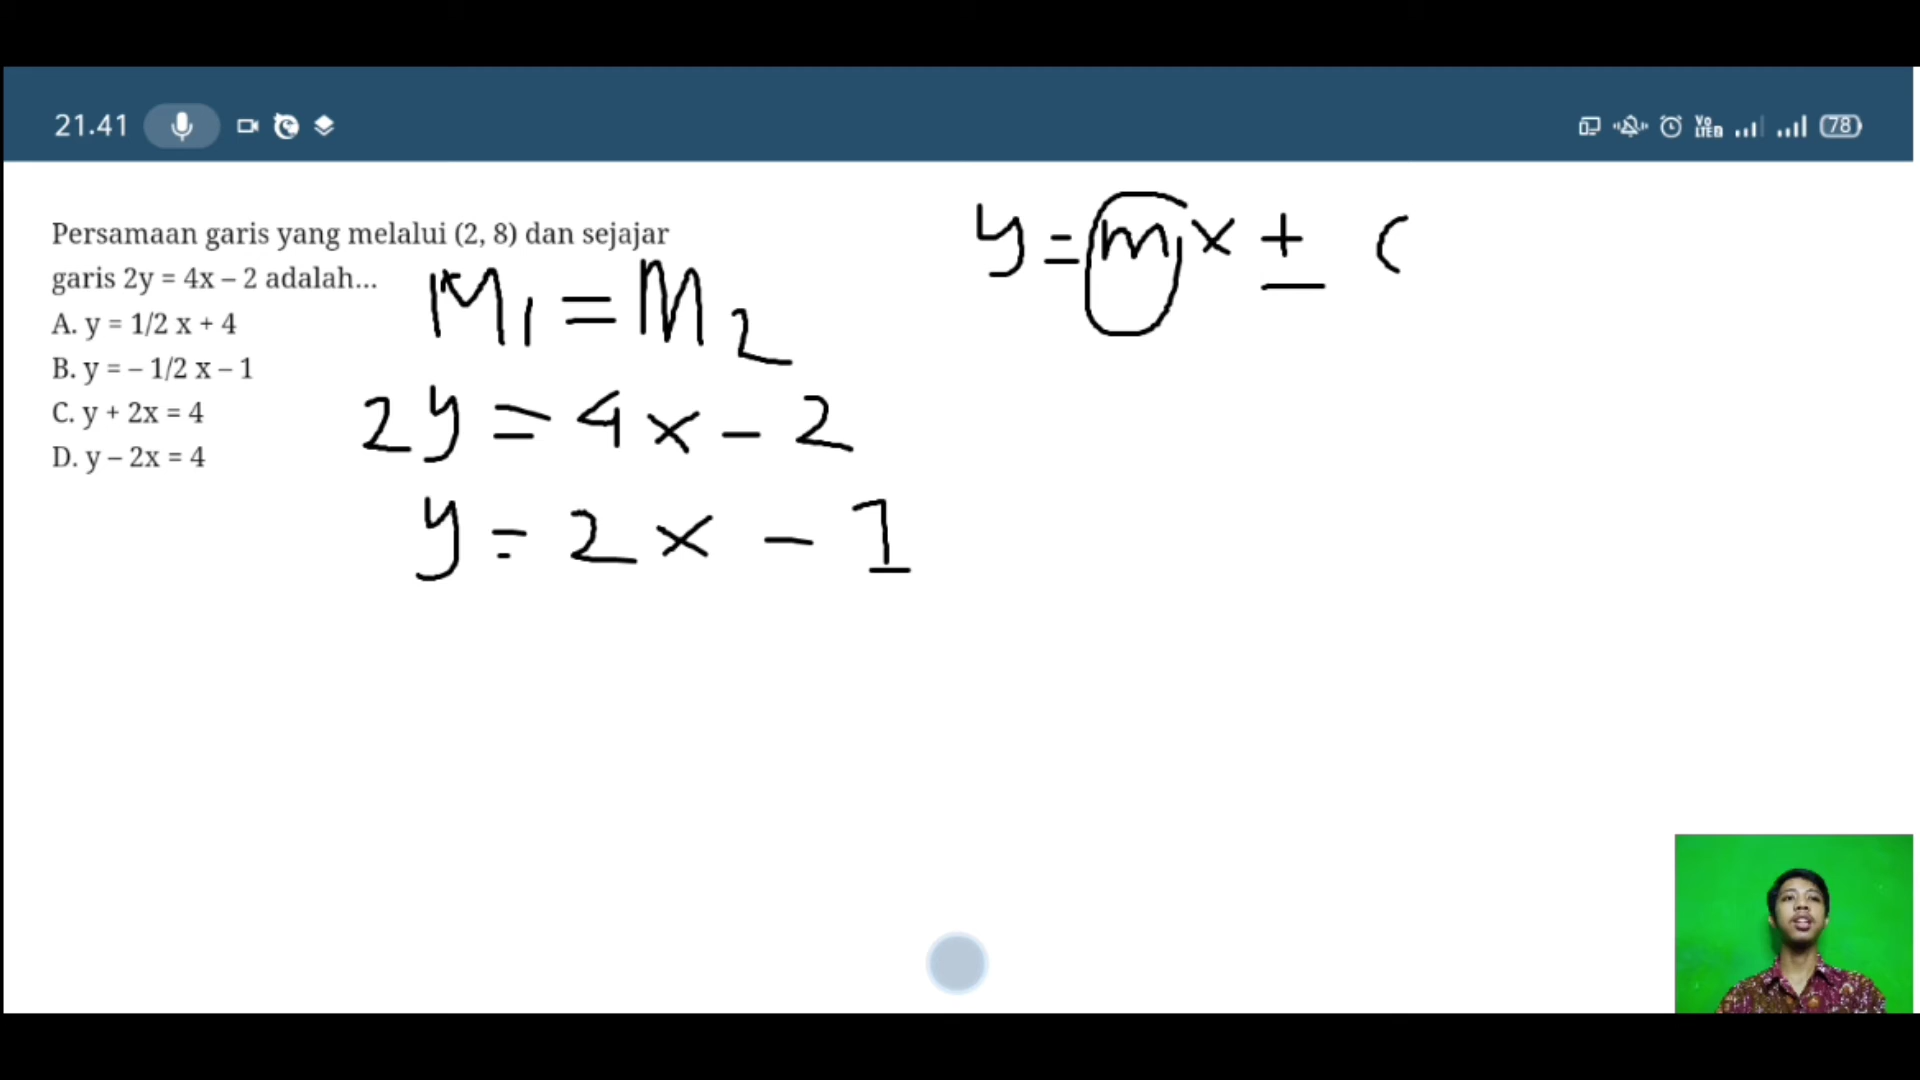 21.41
VoLTE2
78
Persamaan garis yang melalui (2, 8) dan sejajar
garis 2y = 4x – 2 adalah...
A. y = 1/2 x + 4
B. y = – 1/2 x – 1
C. y + 2x = 4
D. y – 2x = 4
M1 = M2
2y = 4x - 2
y = 2x - 1
y = mx + c